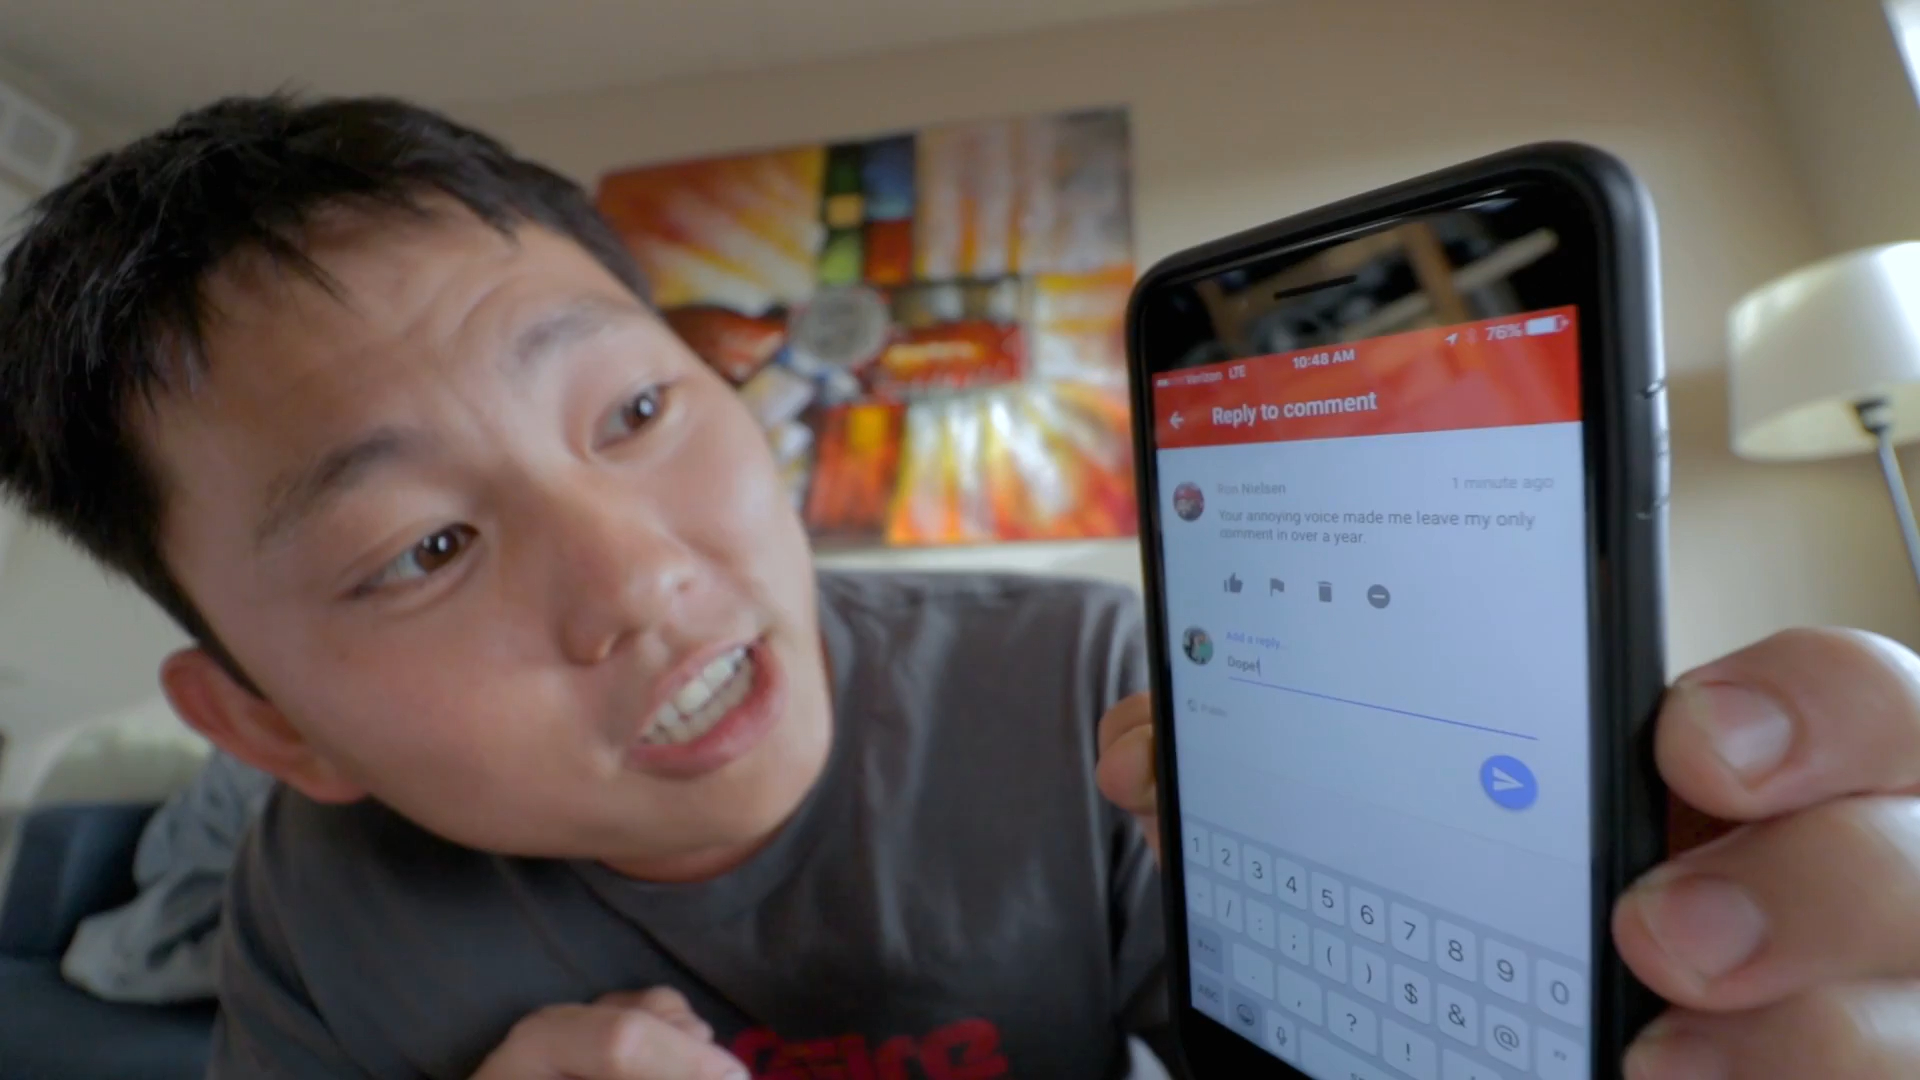 Verizon LTE
10:48 AM
76%
Reply to comment
Ron Nielsen
1 minute ago
Your annoying voice made me leave my only
comment in over a year.
Add a reply...
Dope!
1 2 3 4 5 6 7 8 9 0
- / : ; ( ) $ & @ "
. , ? !
ABC